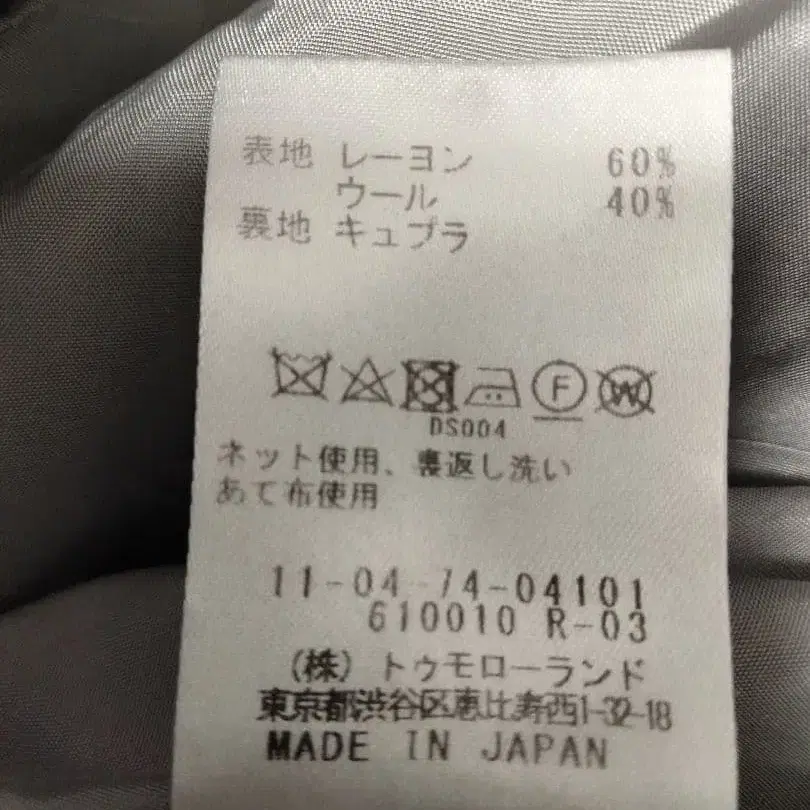 表地 レーヨン 60%
ウール 40%
裏地 キュプラ
F W
DS004
ネット使用、裏返し洗い
あて布使用
11-04-74-04101
610010 R-03
(株) トゥモローランド
東京都渋谷区恵比寿西1-32-18
MADE IN JAPAN